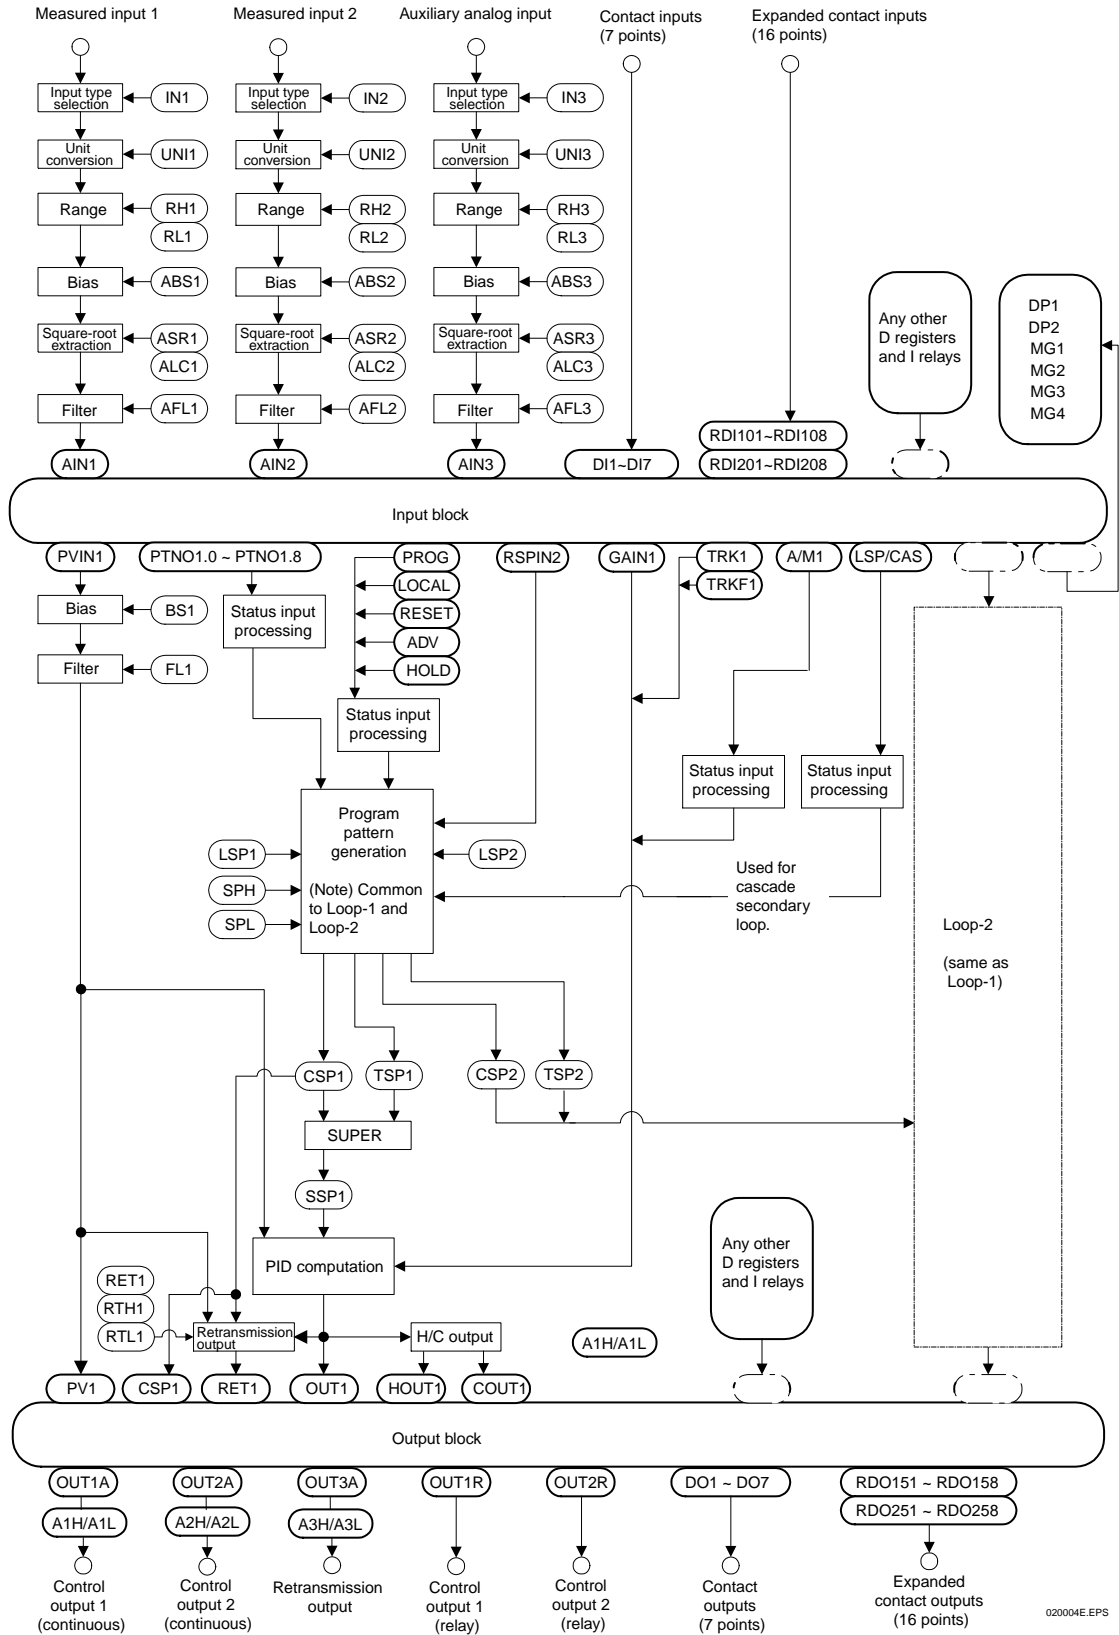 Measured input 1
Measured input 2
Auxiliary analog input
Contact inputs
(7 points)
Expanded contact inputs
(16 points)
Input type
selection
IN1
Input type
selection
IN2
Input type
selection
IN3
Unit
conversion
UNI1
Unit
conversion
UNI2
Unit
conversion
UNI3
Range
RH1
RL1
Range
RH2
RL2
Range
RH3
RL3
Bias
ABS1
Bias
ABS2
Bias
ABS3
Square-root
extraction
ASR1
ALC1
Square-root
extraction
ASR2
ALC2
Square-root
extraction
ASR3
ALC3
Filter
AFL1
Filter
AFL2
Filter
AFL3
Any other
D registers
and I relays
DP1
DP2
MG1
MG2
MG3
MG4
AIN1
AIN2
AIN3
DI1~DI7
RDI101~RDI108
RDI201~RDI208
Input block
PVIN1
PTNO1.0 ~ PTNO1.8
PROG
LOCAL
RESET
ADV
HOLD
RSPIN2
GAIN1
TRK1
TRKF1
A/M1
LSP/CAS
Bias
BS1
Filter
FL1
Status input
processing
Status input
processing
Status input
processing
Status input
processing
Program
pattern
generation
(Note) Common
to Loop-1 and
Loop-2
LSP1
SPH
SPL
LSP2
Used for
cascade
secondary
loop.
Loop-2
(same as
Loop-1)
CSP1
TSP1
CSP2
TSP2
SUPER
SSP1
PID computation
Any other
D registers
and I relays
RET1
RTH1
RTL1
Retransmission
output
H/C output
A1H/A1L
PV1
CSP1
RET1
OUT1
HOUT1
COUT1
Output block
OUT1A
OUT2A
OUT3A
OUT1R
OUT2R
DO1 ~ DO7
RDO151 ~ RDO158
RDO251 ~ RDO258
A1H/A1L
A2H/A2L
A3H/A3L
Control
output 1
(continuous)
Control
output 2
(continuous)
Retransmission
output
Control
output 1
(relay)
Control
output 2
(relay)
Contact
outputs
(7 points)
Expanded
contact outputs
(16 points)
020004E.EPS